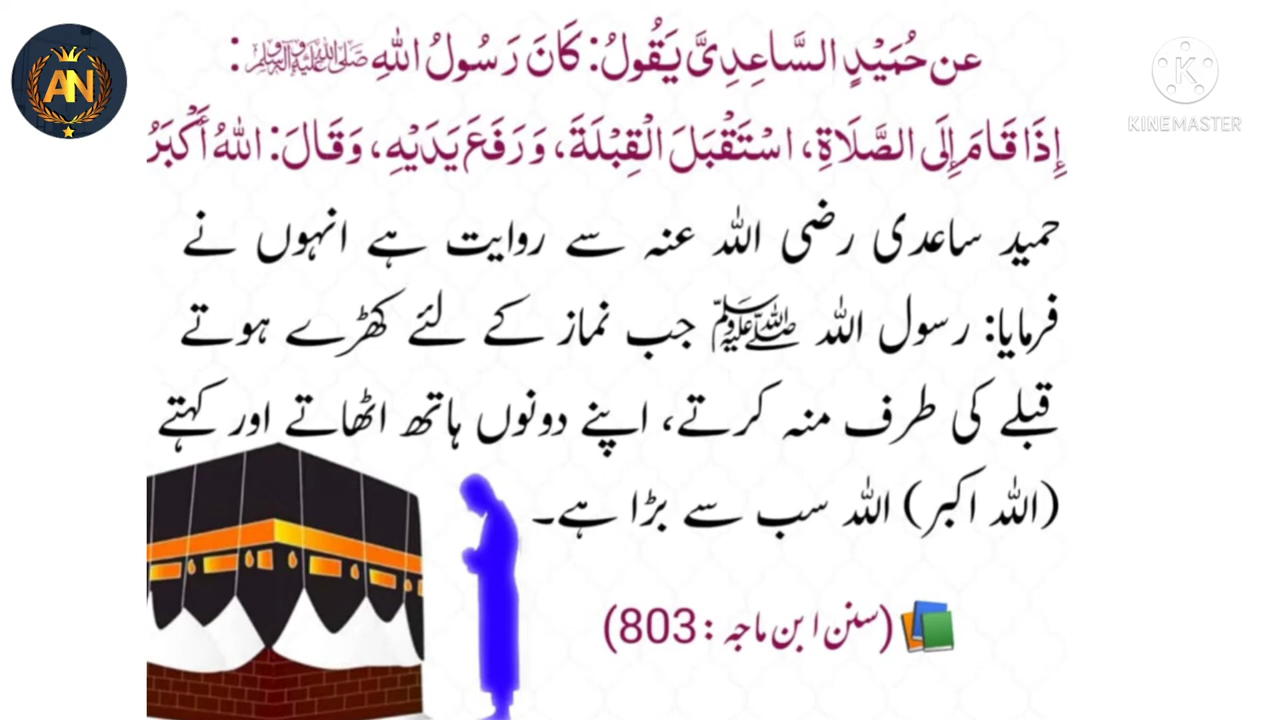 AN
KINEMASTER
عن حُمَيْدٍ السَّاعِدِىَّ يَقُولُ: كَانَ رَسُولُ اللهِ صَلَّى اللهُ عَلَيْهِ وَآلِهِ وَسَلَّمَ :
إِذَا قَامَ إِلَى الصَّلَاةِ، اسْتَقْبَلَ الْقِبْلَةَ، وَرَفَعَ يَدَيْهِ، وَقَالَ: اللهُ أَكْبَرُ
حمید ساعدی رضی اللہ عنہ سے روایت ہے انہوں نے
فرمایا: رسول اللہ ﷺ جب نماز کے لئے کھڑے ہوتے
قبلے کی طرف منہ کرتے، اپنے دونوں ہاتھ اٹھاتے اور کہتے
(اللہ اکبر) اللہ سب سے بڑا ہے۔
(سنن ابن ماجہ : 803)